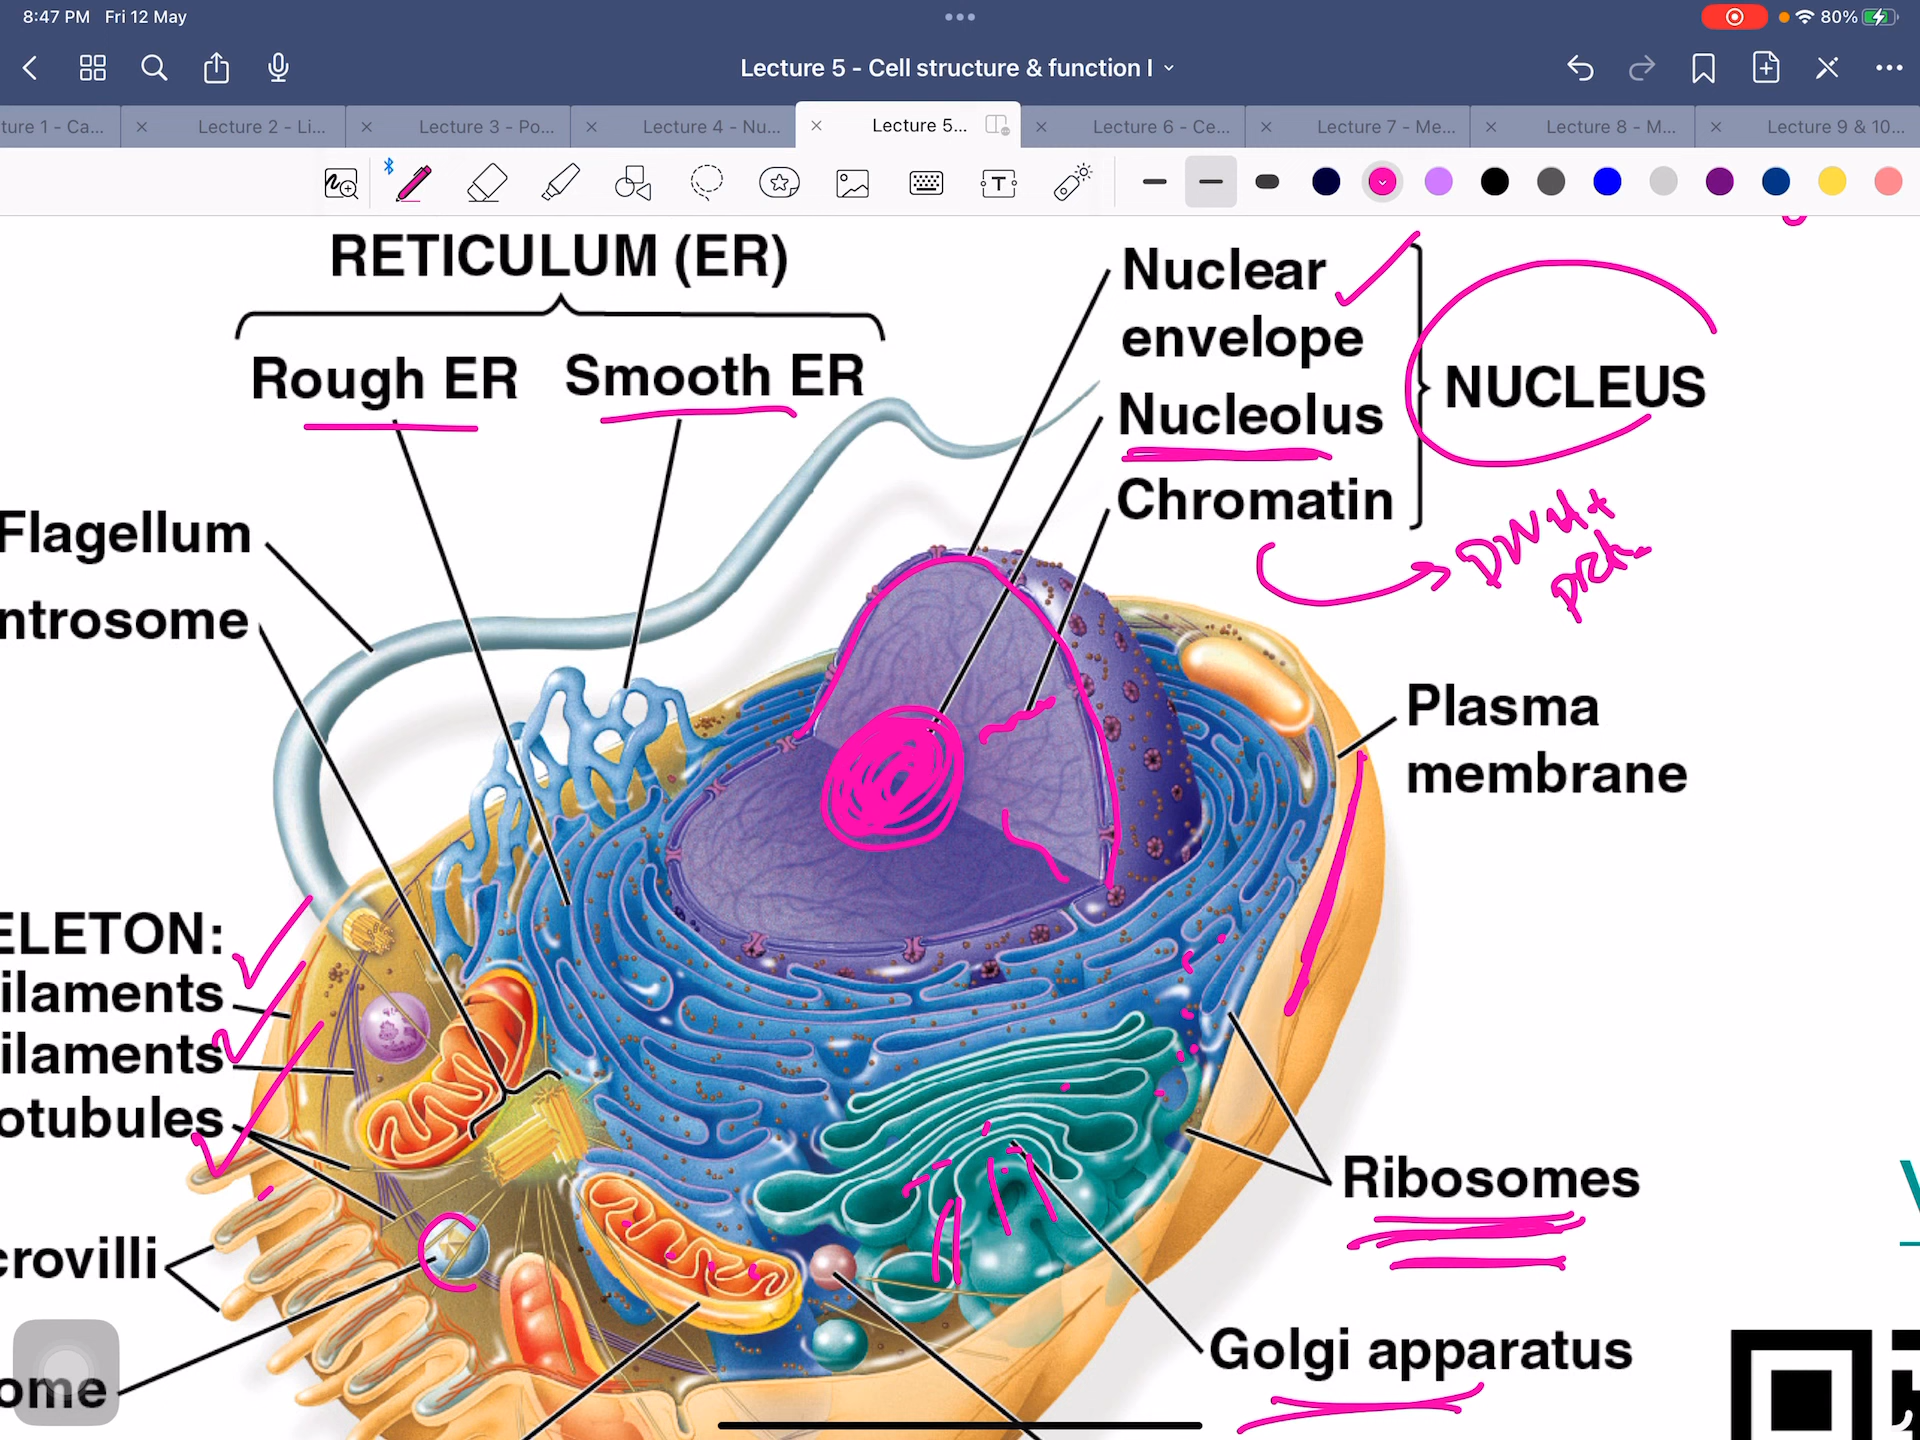 8:47 PM Fri 12 May
80%
Lecture 5 - Cell structure & function I
ture 1 - Ca...
Lecture 2 - Li...
Lecture 3 - Po...
Lecture 4 - Nu...
Lecture 5...
Lecture 6 - Ce...
Lecture 7 - Me...
Lecture 8 - M...
Lecture 9 & 10...
RETICULUM (ER)
Rough ER Smooth ER
Nuclear
envelope
Nucleolus
Chromatin
NUCLEUS
Flagellum
ntrosome
Plasma
membrane
ELETON:
ilaments
ilaments
otubules
crovilli
ome
Ribosomes
Golgi apparatus